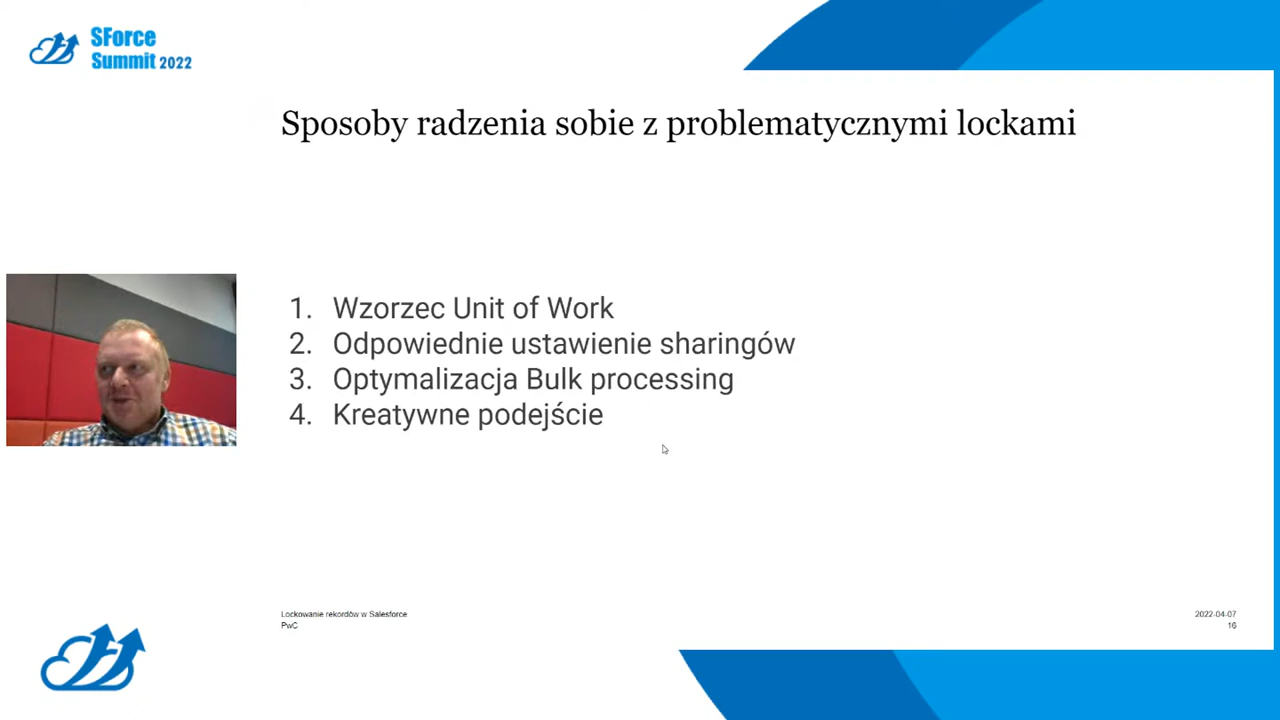 SForce
Summit 2022
Sposoby radzenia sobie z problematycznymi lockami
1. Wzorzec Unit of Work
2. Odpowiednie ustawienie sharingów
3. Optymalizacja Bulk processing
4. Kreatywne podejście
Lockowanie rekordów w Salesforce
PwC
2022-04-07
16